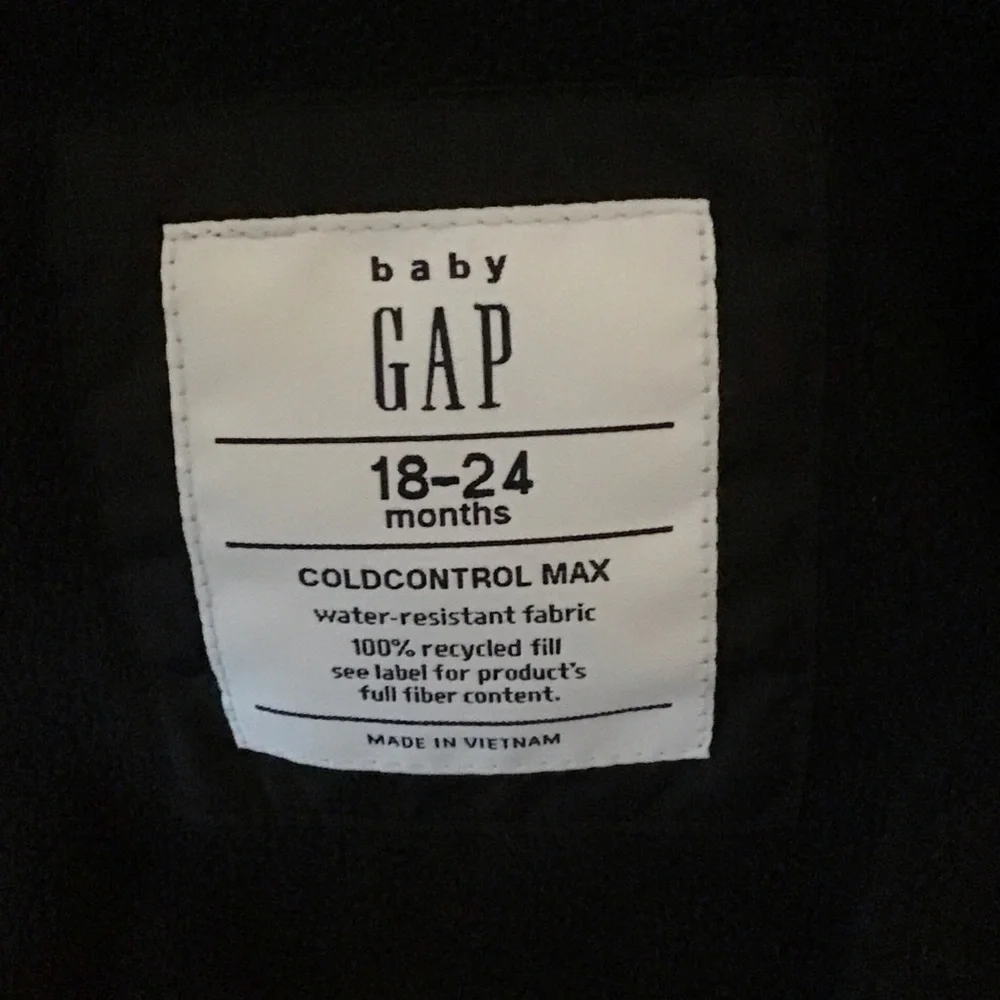 baby
GAP
18-24
months
COLDCONTROL MAX
water-resistant fabric
100% recycled fill
see label for product's
full fiber content.
MADE IN VIETNAM